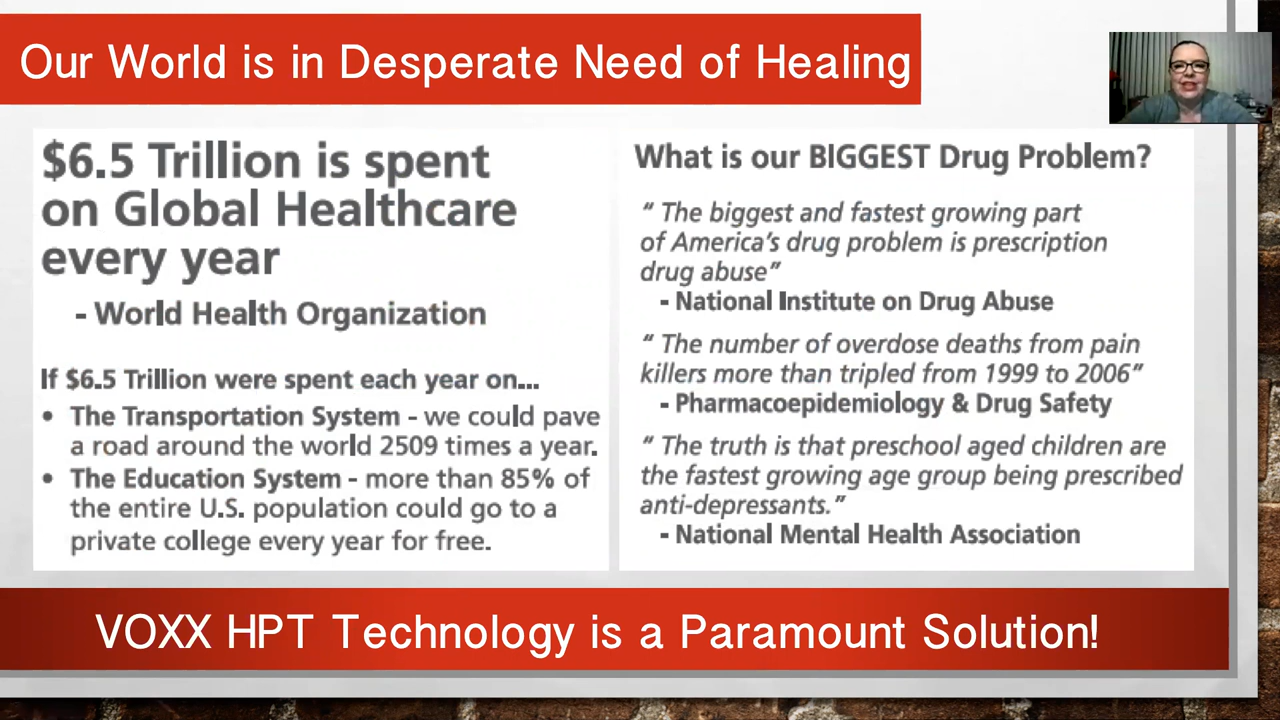 Our World is in Desperate Need of Healing
$6.5 Trillion is spent
on Global Healthcare
every year
- World Health Organization
If $6.5 Trillion were spent each year on...
• The Transportation System - we could pave
a road around the world 2509 times a year.
• The Education System - more than 85% of
the entire U.S. population could go to a
private college every year for free.
What is our BIGGEST Drug Problem?
“ The biggest and fastest growing part
of America’s drug problem is prescription
drug abuse”
- National Institute on Drug Abuse
“ The number of overdose deaths from pain
killers more than tripled from 1999 to 2006”
- Pharmacoepidemiology & Drug Safety
“ The truth is that preschool aged children are
the fastest growing age group being prescribed
anti-depressants.”
- National Mental Health Association
VOXX HPT Technology is a Paramount Solution!